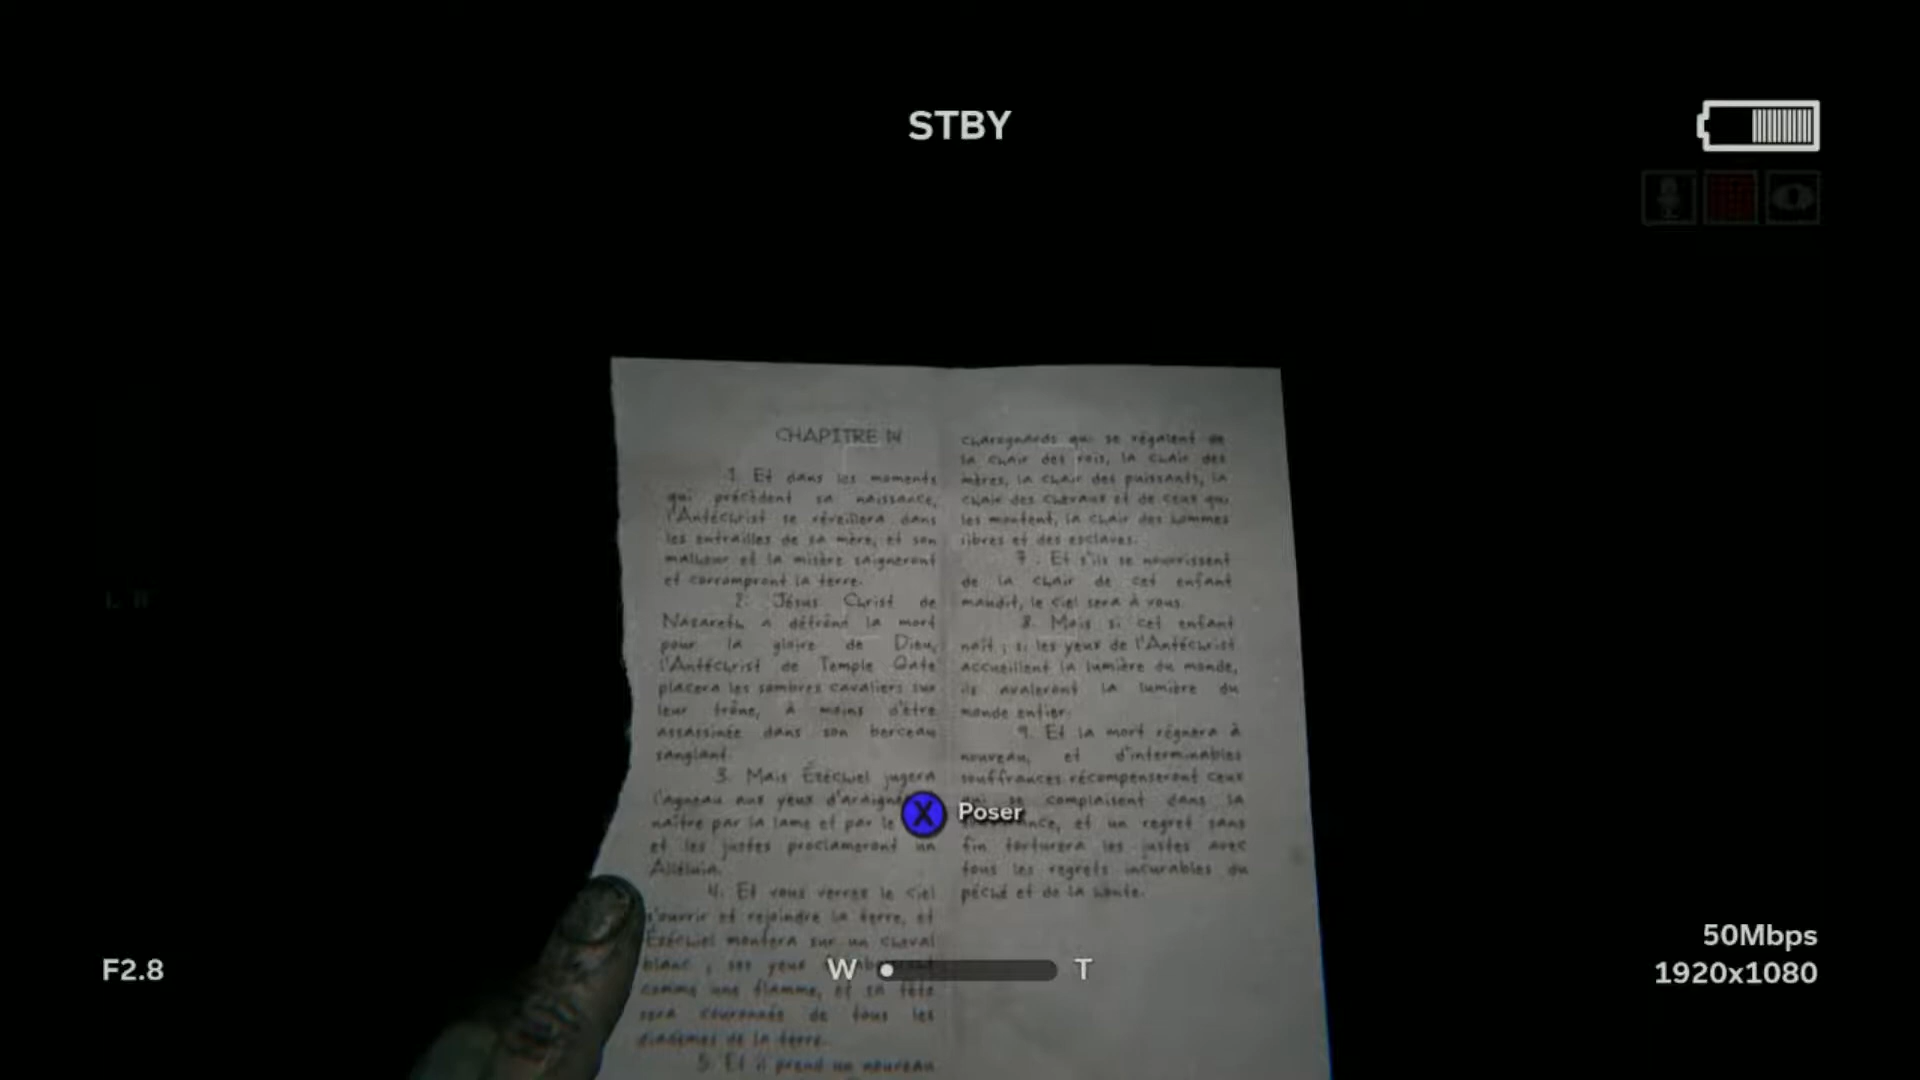 STBY
CHAPITRE IV
1. Et dans les moments
qui précèdent sa naissance,
l'Antéchrist se réveillera dans
les entrailles de sa mère, et son
malheur et la misère saigneront
et corrompront la terre.
2. Jésus Christ de
Nazareth a détrôné la mort
pour la gloire de Dieu,
l'Antéchrist de Temple Gate
placera les sombres cavaliers sur
leur trône, à moins d'être
assassinée dans son berceau
sanglant.
3. Mais Ézéchiel jugera
l'agneau aux yeux d'araignée
naître par la lame et par le
et les justes proclameront un
Alléluia.
4. Et vous verrez le ciel
s'ouvrir et rejoindre la terre, et
Ézéchiel montera sur un cheval
blanc ; ses yeux
comme une flamme, et sa tête
sera couronnée de tous les
diadèmes de la terre.
5. Et il prend un nouveau
charognards qui se régalent de
la chair des rois, la chair des
mères, la chair des puissants, la
chair des chevaux et de ceux qui
les montent, la chair des hommes
libres et des esclaves.
7. Et s'ils se nourrissent
de la chair de cet enfant
maudit, le ciel sera à vous.
8. Mais si cet enfant
naît ; si les yeux de l'Antéchrist
accueillent la lumière du monde,
ils avaleront la lumière du
monde entier.
9. Et la mort régnera à
nouveau, et d'interminables
souffrances récompenseront ceux
qui se complaisent dans la
et un regret sans
fin torturera les justes avec
tous les regrets incurables du
péché et de la honte.
X Poser
W T
F2.8
50Mbps
1920x1080